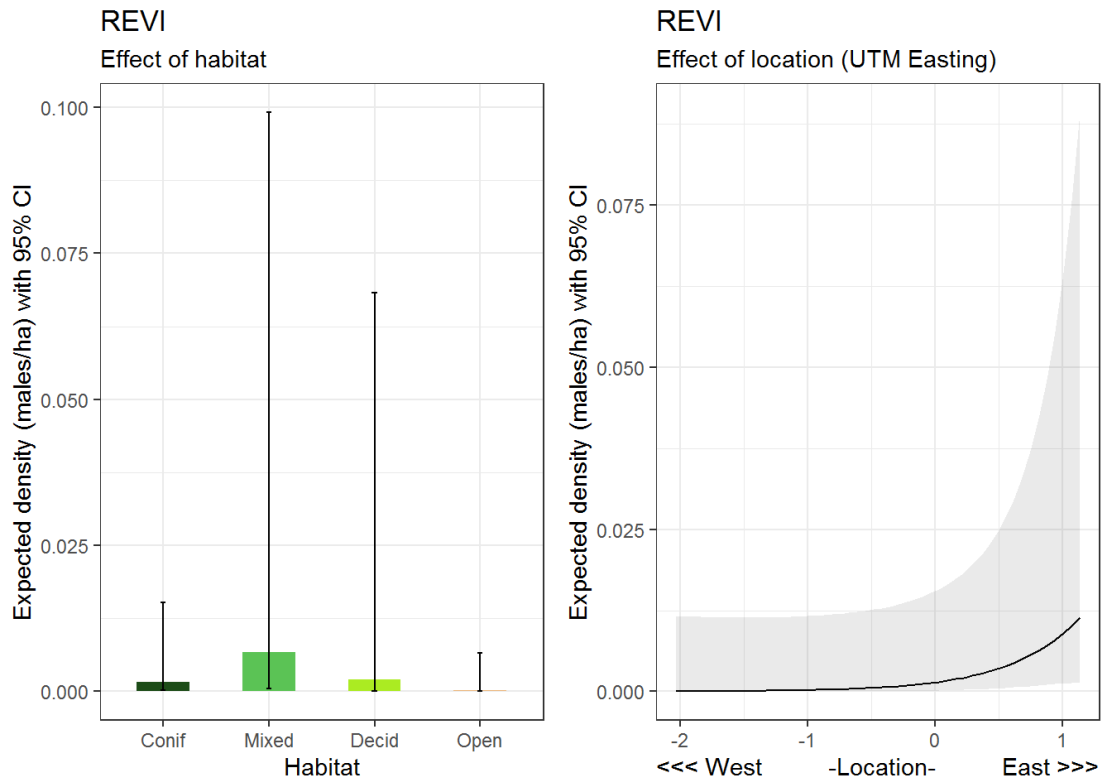 REVI
Effect of habitat
Expected density (males/ha) with 95% CI
0.100
0.075
0.050
0.025
0.000
Conif Mixed Decid Open
Habitat
REVI
Effect of location (UTM Easting)
Expected density (males/ha) with 95% CI
0.075
0.050
0.025
0.000
-2 -1 0 1
<<< West -Location- East >>>